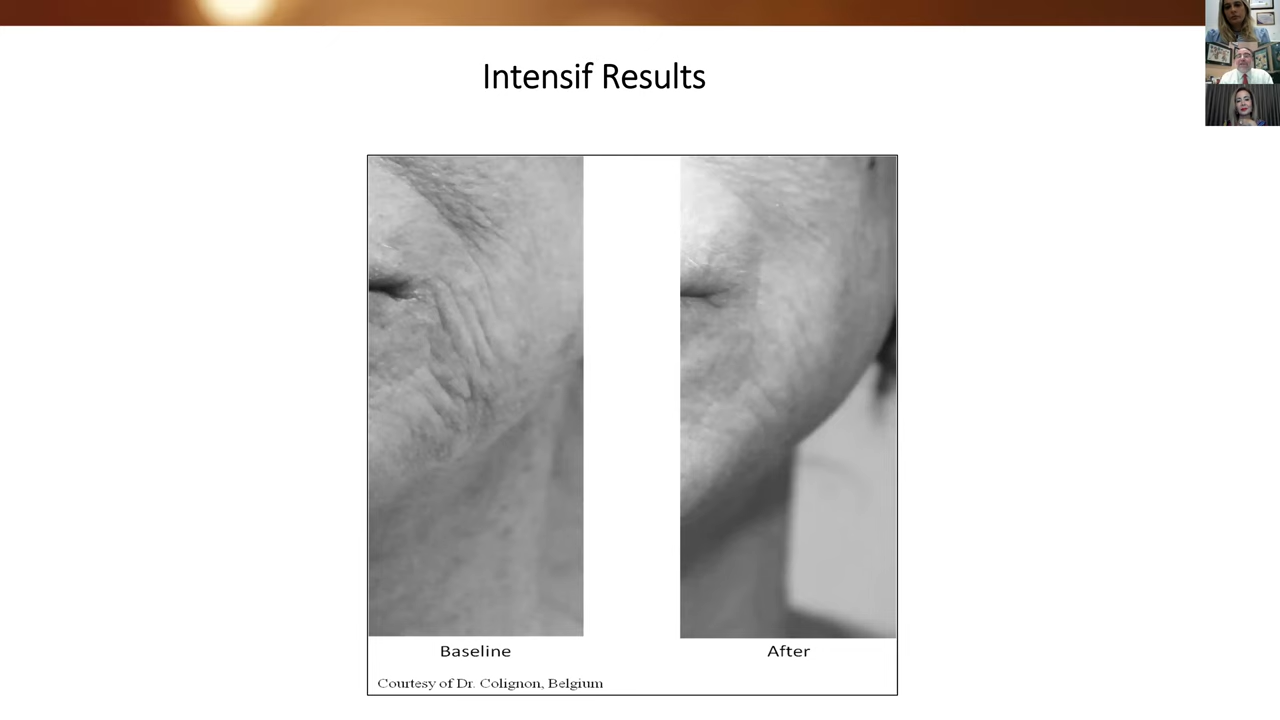 Intensif Results
Baseline
After
Courtesy of Dr. Colignon, Belgium